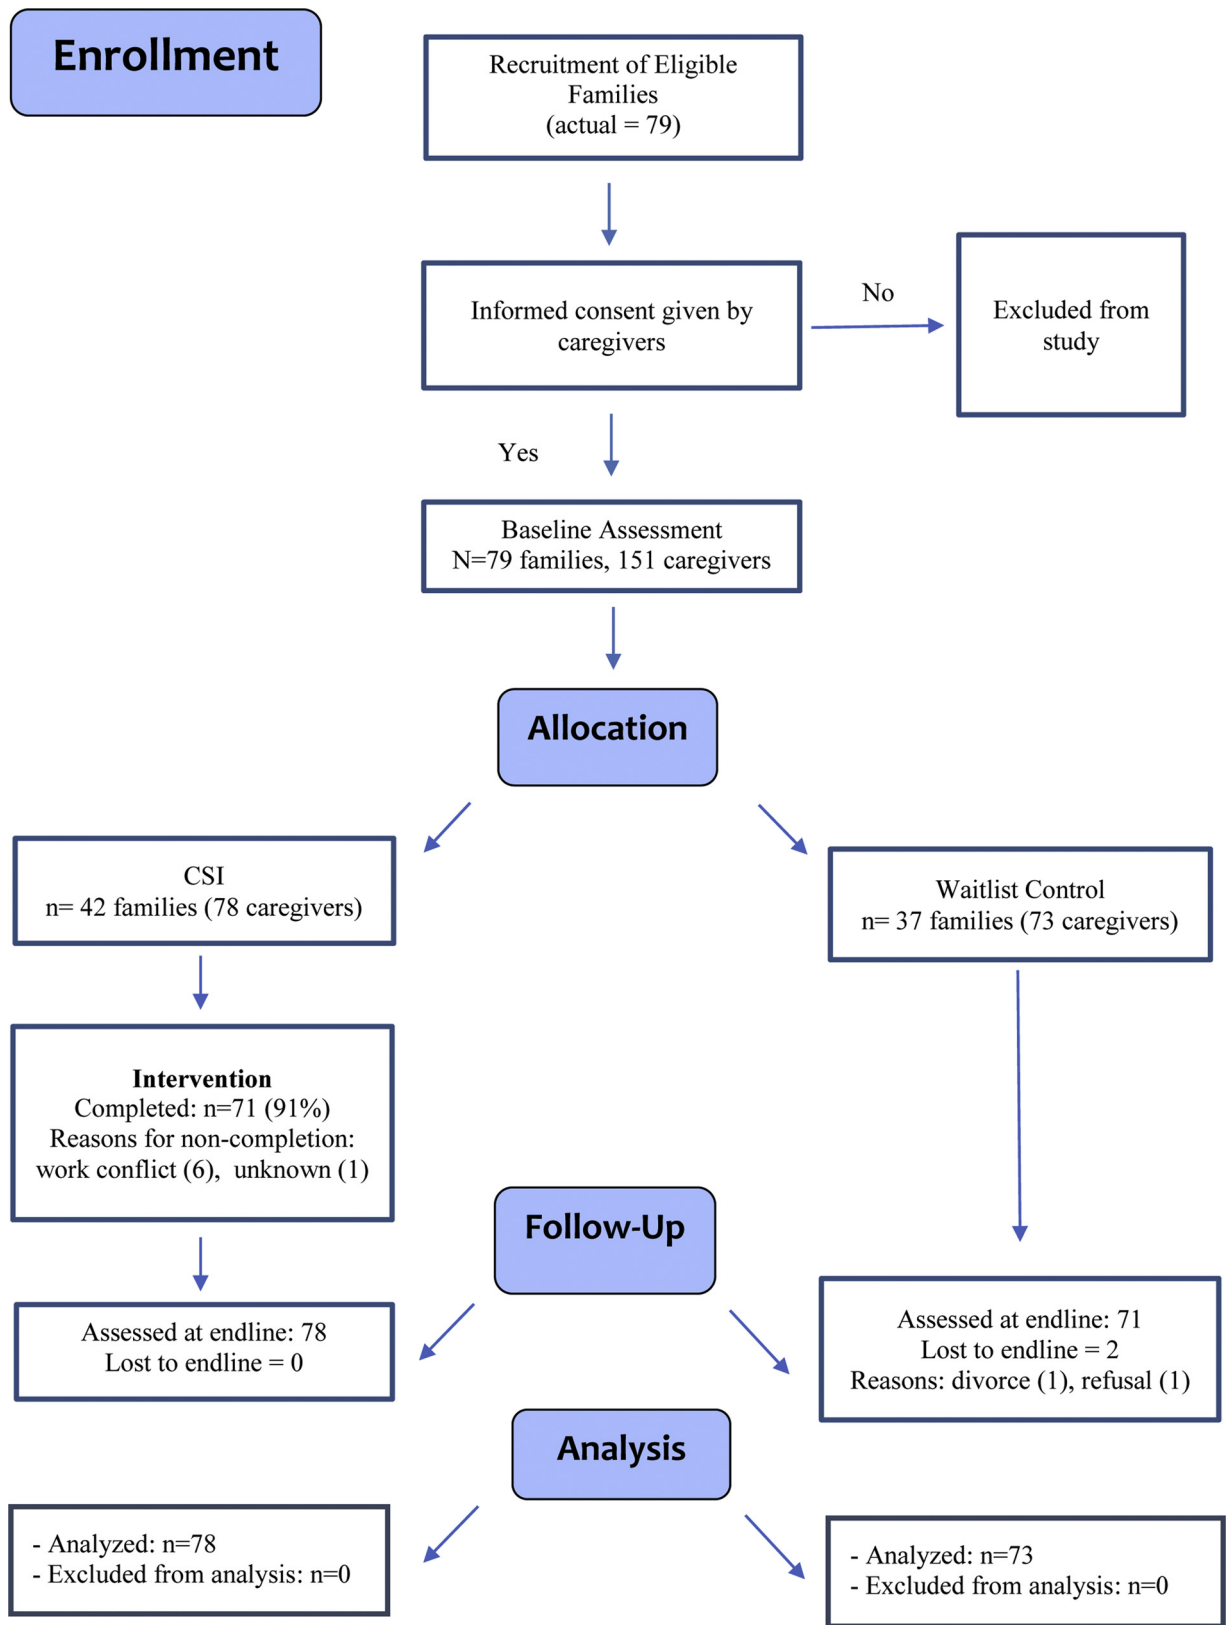 Enrollment
Recruitment of Eligible
Families
(actual = 79)
Informed consent given by
caregivers
No
Excluded from
study
Yes
Baseline Assessment
N=79 families, 151 caregivers
Allocation
CSI
n= 42 families (78 caregivers)
Waitlist Control
n= 37 families (73 caregivers)
Intervention
Completed: n=71 (91%)
Reasons for non-completion:
work conflict (6),  unknown (1)
Follow-Up
Assessed at endline: 78
Lost to endline = 0
Assessed at endline: 71
Lost to endline = 2
Reasons: divorce (1), refusal (1)
Analysis
- Analyzed: n=78
- Excluded from analysis: n=0
- Analyzed: n=73
- Excluded from analysis: n=0